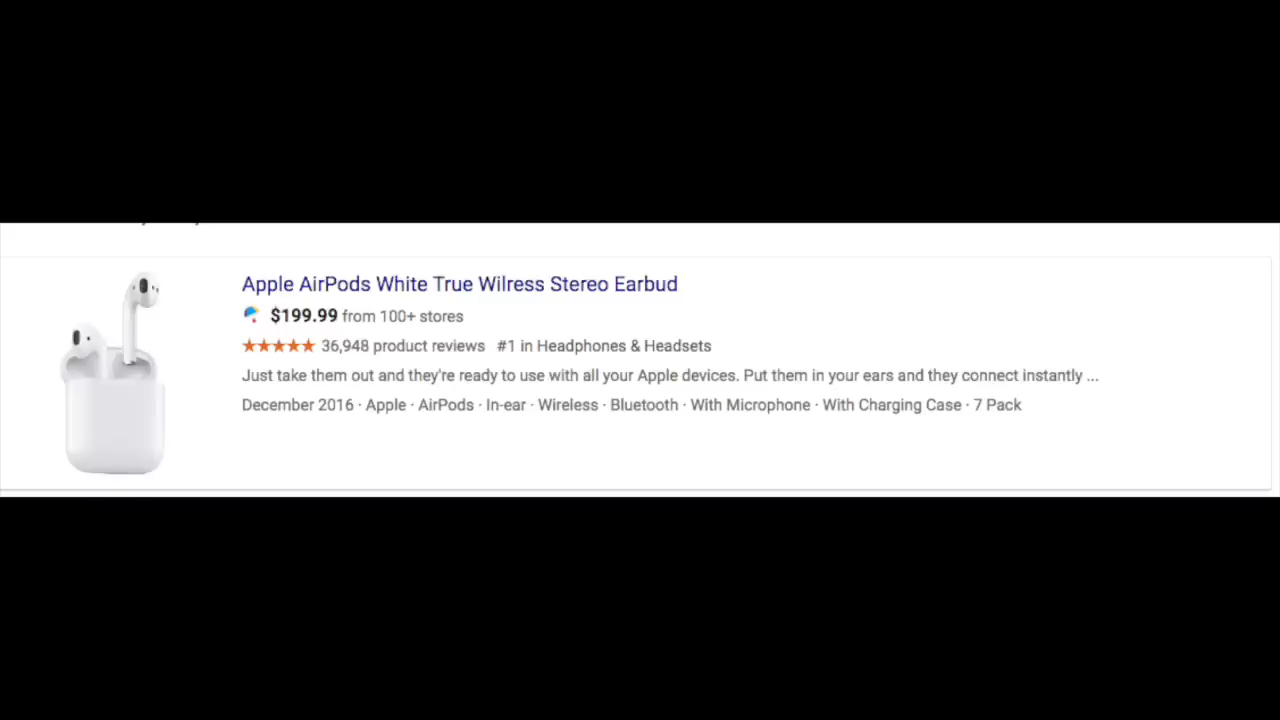 Apple AirPods White True Wilress Stereo Earbud
$199.99 from 100+ stores
36,948 product reviews #1 in Headphones & Headsets
Just take them out and they're ready to use with all your Apple devices. Put them in your ears and they connect instantly ...
December 2016 · Apple · AirPods · In-ear · Wireless · Bluetooth · With Microphone · With Charging Case · 7 Pack